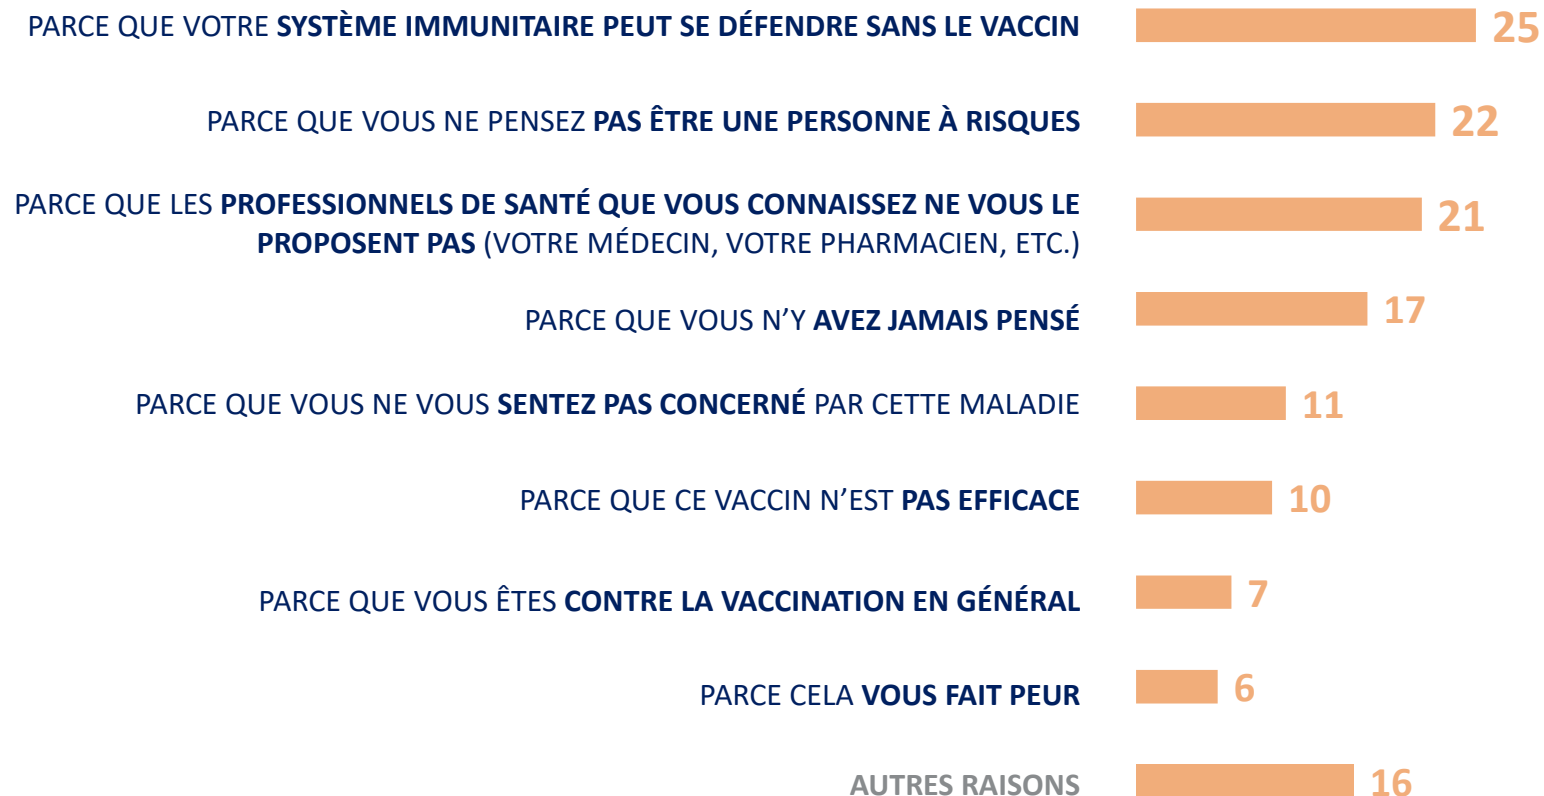 PARCE QUE VOTRE SYSTÈME IMMUNITAIRE PEUT SE DÉFENDRE SANS LE VACCIN 25
PARCE QUE VOUS NE PENSEZ PAS ÊTRE UNE PERSONNE À RISQUES 22
PARCE QUE LES PROFESSIONNELS DE SANTÉ QUE VOUS CONNAISSEZ NE VOUS LE
PROPOSENT PAS (VOTRE MÉDECIN, VOTRE PHARMACIEN, ETC.) 21
PARCE QUE VOUS N’Y AVEZ JAMAIS PENSÉ 17
PARCE QUE VOUS NE VOUS SENTEZ PAS CONCERNÉ PAR CETTE MALADIE 11
PARCE QUE CE VACCIN N’EST PAS EFFICACE 10
PARCE QUE VOUS ÊTES CONTRE LA VACCINATION EN GÉNÉRAL 7
PARCE CELA VOUS FAIT PEUR 6
AUTRES RAISONS 16